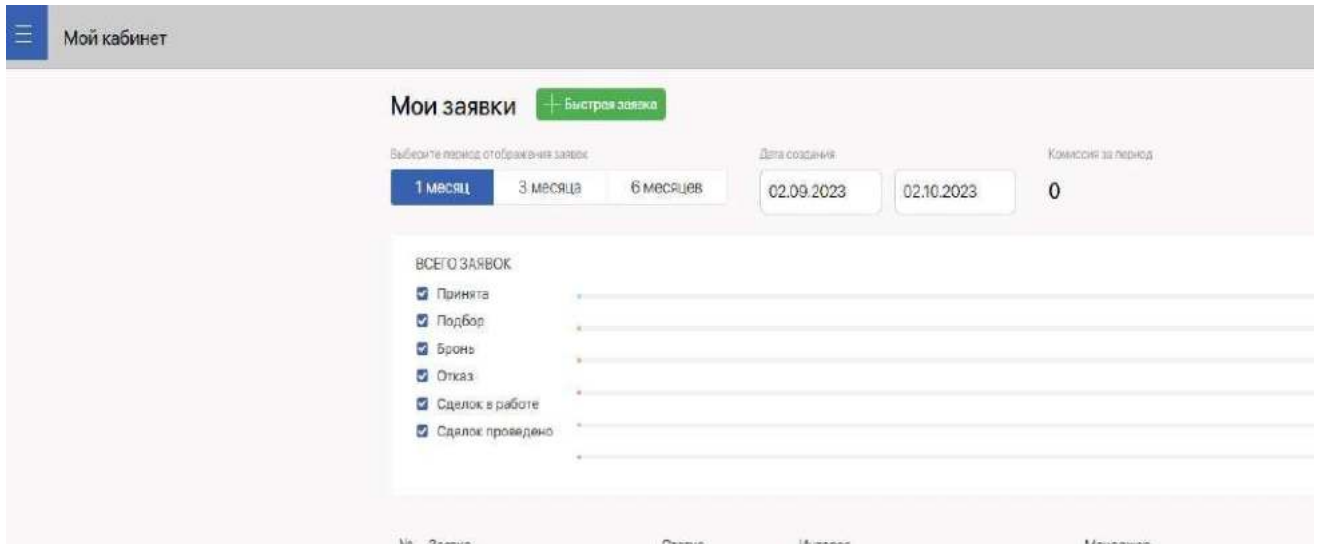 Мой кабинет
Мои заявки
Быстрая заявка
Выберите период отображения заявок
Дата создания
Комиссия за период
1 месяц 3 месяца 6 месяцев
02.09.2023 02.10.2023
0
ВСЕГО ЗАЯВОК
Принята
Подбор
Бронь
Отказ
Сделок в работе
Сделок проведено